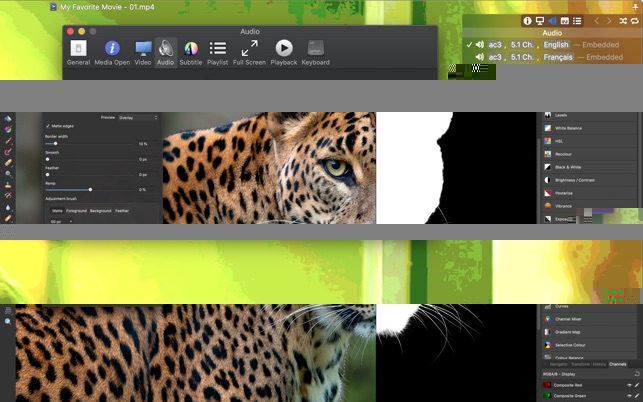 My Favorite Movie - 01.mp4
Audio
General Media Open Video Audio Subtitle Playlist Full Screen Playback Keyboard
Audio
✓ ac3 , 5.1 Ch. , English — Embedded
ac3 , 5.1 Ch. , Français — Embedded
Preview Overlay
Matte edges
Border width
10 %
Smooth
0 px
Feather
0 px
Ramp
0 %
Adjustment brush
Matte Foreground Background Feather
50 px
Levels
White Balance
HSL
Recolour
Black & White
Brightness / Contrast
Posterise
Vibrance
Curves
Channel Mixer
Gradient Map
Selective Colour
Colour Balance
Navigator Transform History Channels
RGBA/8 - Display
Composite Red
Composite Green